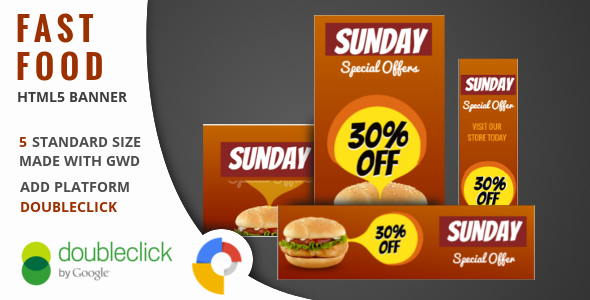 FAST
FOOD
HTML5 BANNER
5 STANDARD SIZE
MADE WITH GWD
ADD PLATFORM
DOUBLECLICK
doubleclick
by Google
SUNDAY
SUNDAY
Special Offers
30%
OFF
SUNDAY
Special Offer
VISIT OUR
STORE TODAY
30%
OFF
30%
OFF
SUNDAY
Special Offer